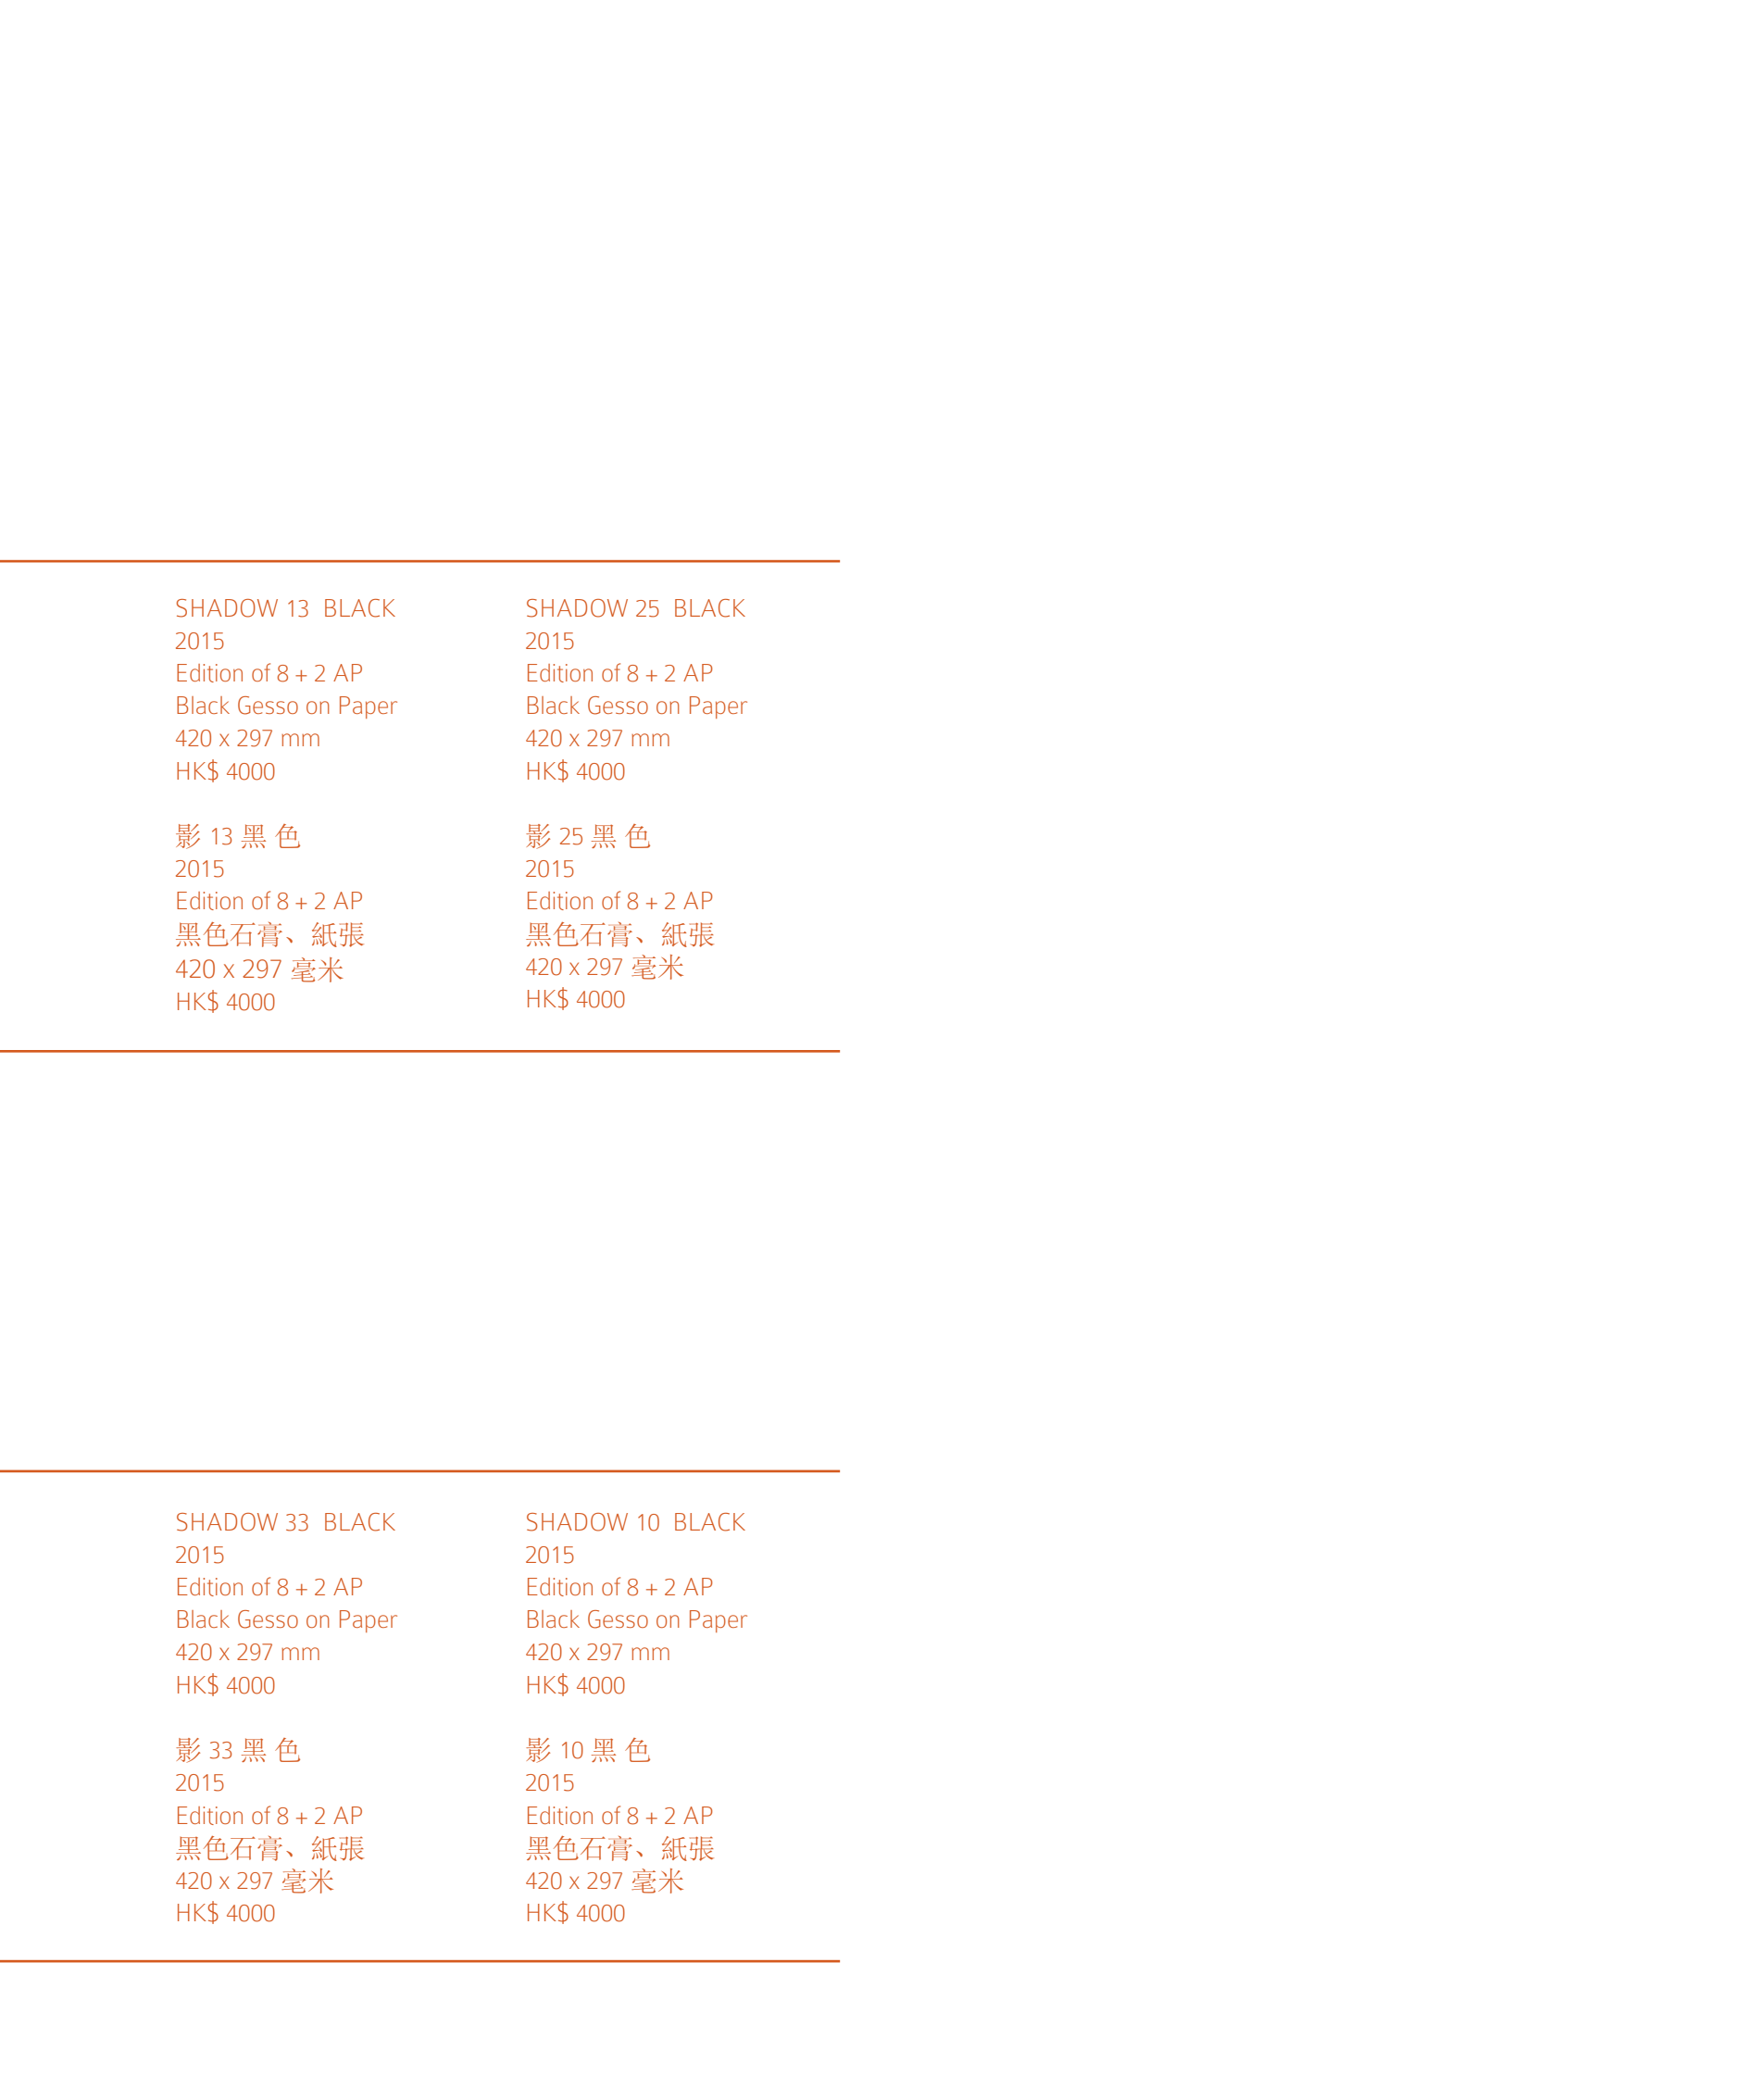 SHADOW 13  BLACK
2015
Edition of 8 + 2 AP
Black Gesso on Paper
420 x 297 mm
HK$ 4000
影 13 黑 色
2015
Edition of 8 + 2 AP
黑色石膏、紙張
420 x 297 毫米
HK$ 4000
SHADOW 25  BLACK
2015
Edition of 8 + 2 AP
Black Gesso on Paper
420 x 297 mm
HK$ 4000
影 25 黑 色
2015
Edition of 8 + 2 AP
黑色石膏、紙張
420 x 297 毫米
HK$ 4000
SHADOW 33  BLACK
2015
Edition of 8 + 2 AP
Black Gesso on Paper
420 x 297 mm
HK$ 4000
影 33 黑 色
2015
Edition of 8 + 2 AP
黑色石膏、紙張
420 x 297 毫米
HK$ 4000
SHADOW 10  BLACK
2015
Edition of 8 + 2 AP
Black Gesso on Paper
420 x 297 mm
HK$ 4000
影 10 黑 色
2015
Edition of 8 + 2 AP
黑色石膏、紙張
420 x 297 毫米
HK$ 4000